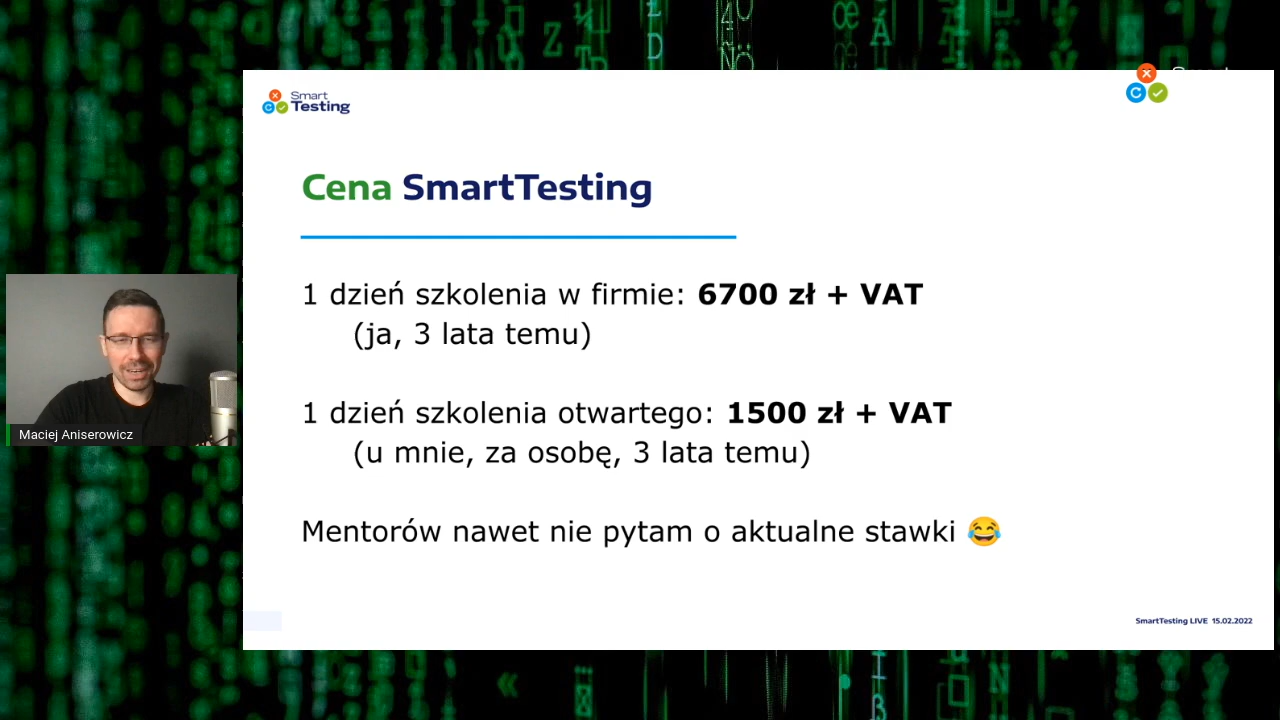 Smart
Testing
Smart
Cena SmartTesting
1 dzień szkolenia w firmie: 6700 zł + VAT
(ja, 3 lata temu)
1 dzień szkolenia otwartego: 1500 zł + VAT
(u mnie, za osobę, 3 lata temu)
Mentorów nawet nie pytam o aktualne stawki 😂
Maciej Aniserowicz
SmartTesting LIVE 15.02.2022